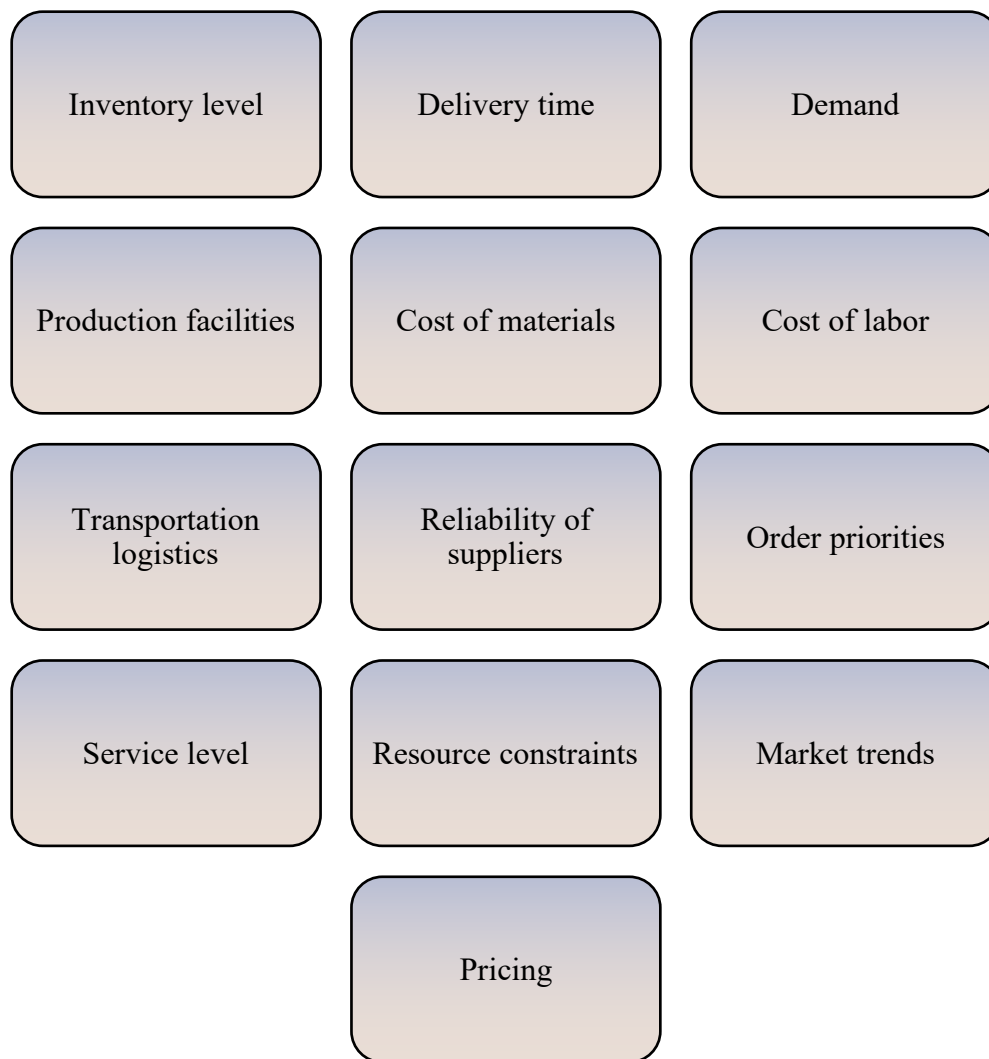 Inventory level
Delivery time
Demand
Production facilities
Cost of materials
Cost of labor
Transportation
logistics
Reliability of
suppliers
Order priorities
Service level
Resource constraints
Market trends
Pricing